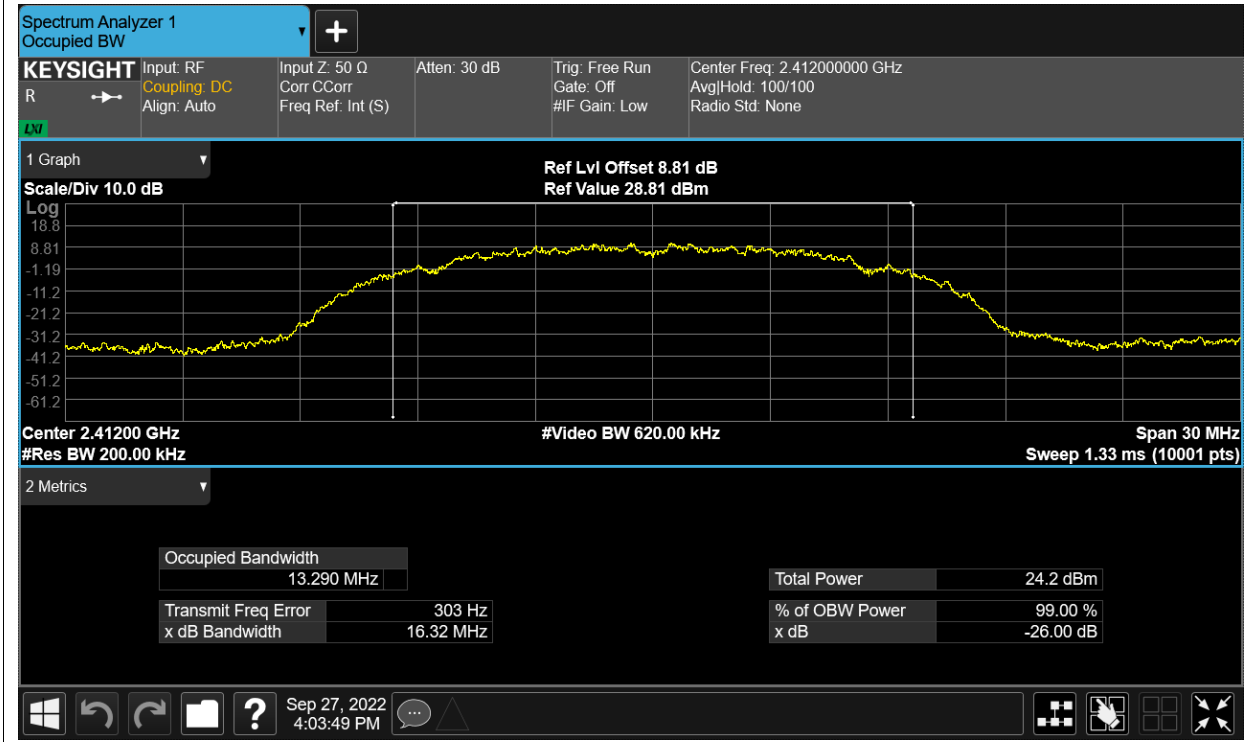 Spectrum Analyzer 1
Occupied BW
KEYSIGHT
R
LXI
Input: RF
Coupling: DC
Align: Auto
Input Z: 50 Ω
Corr CCorr
Freq Ref: Int (S)
Atten: 30 dB
Trig: Free Run
Gate: Off
#IF Gain: Low
Center Freq: 2.412000000 GHz
Avg|Hold: 100/100
Radio Std: None
1 Graph
Ref Lvl Offset 8.81 dB
Scale/Div 10.0 dB
Ref Value 28.81 dBm
Log
18.8
8.81
-1.19
-11.2
-21.2
-31.2
-41.2
-51.2
-61.2
Center 2.41200 GHz
#Video BW 620.00 kHz
Span 30 MHz
#Res BW 200.00 kHz
Sweep 1.33 ms (10001 pts)
2 Metrics
Occupied Bandwidth
13.290 MHz
Total Power 24.2 dBm
Transmit Freq Error 303 Hz
% of OBW Power 99.00 %
x dB Bandwidth 16.32 MHz
x dB -26.00 dB
?
Sep 27, 2022
4:03:49 PM